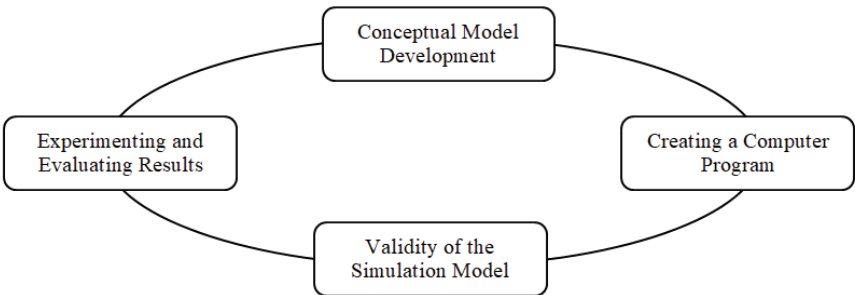 Conceptual Model
Development
Experimenting and
Evaluating Results
Creating a Computer
Program
Validity of the
Simulation Model